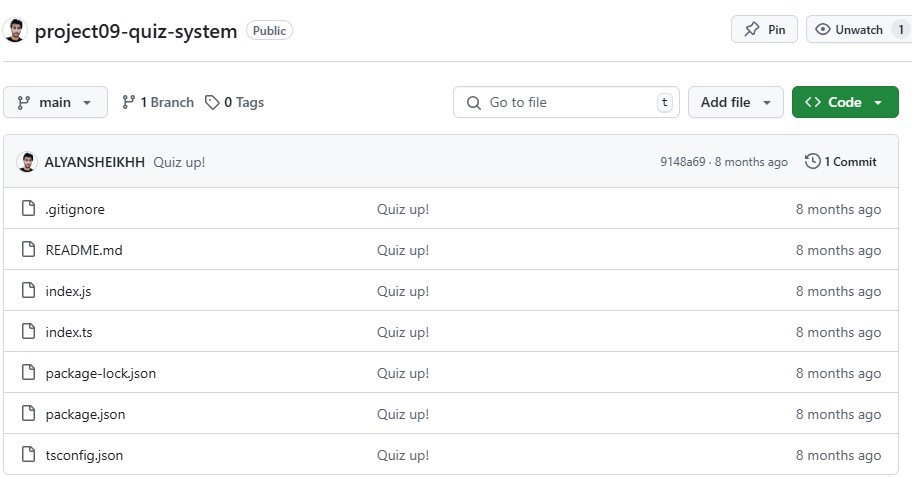 project09-quiz-system Public Pin Unwatch 1
main 1 Branch 0 Tags Go to file t Add file Code
ALYANSHEIKHH Quiz up! 9148a69 · 8 months ago 1 Commit
.gitignore Quiz up! 8 months ago
README.md Quiz up! 8 months ago
index.js Quiz up! 8 months ago
index.ts Quiz up! 8 months ago
package-lock.json Quiz up! 8 months ago
package.json Quiz up! 8 months ago
tsconfig.json Quiz up! 8 months ago